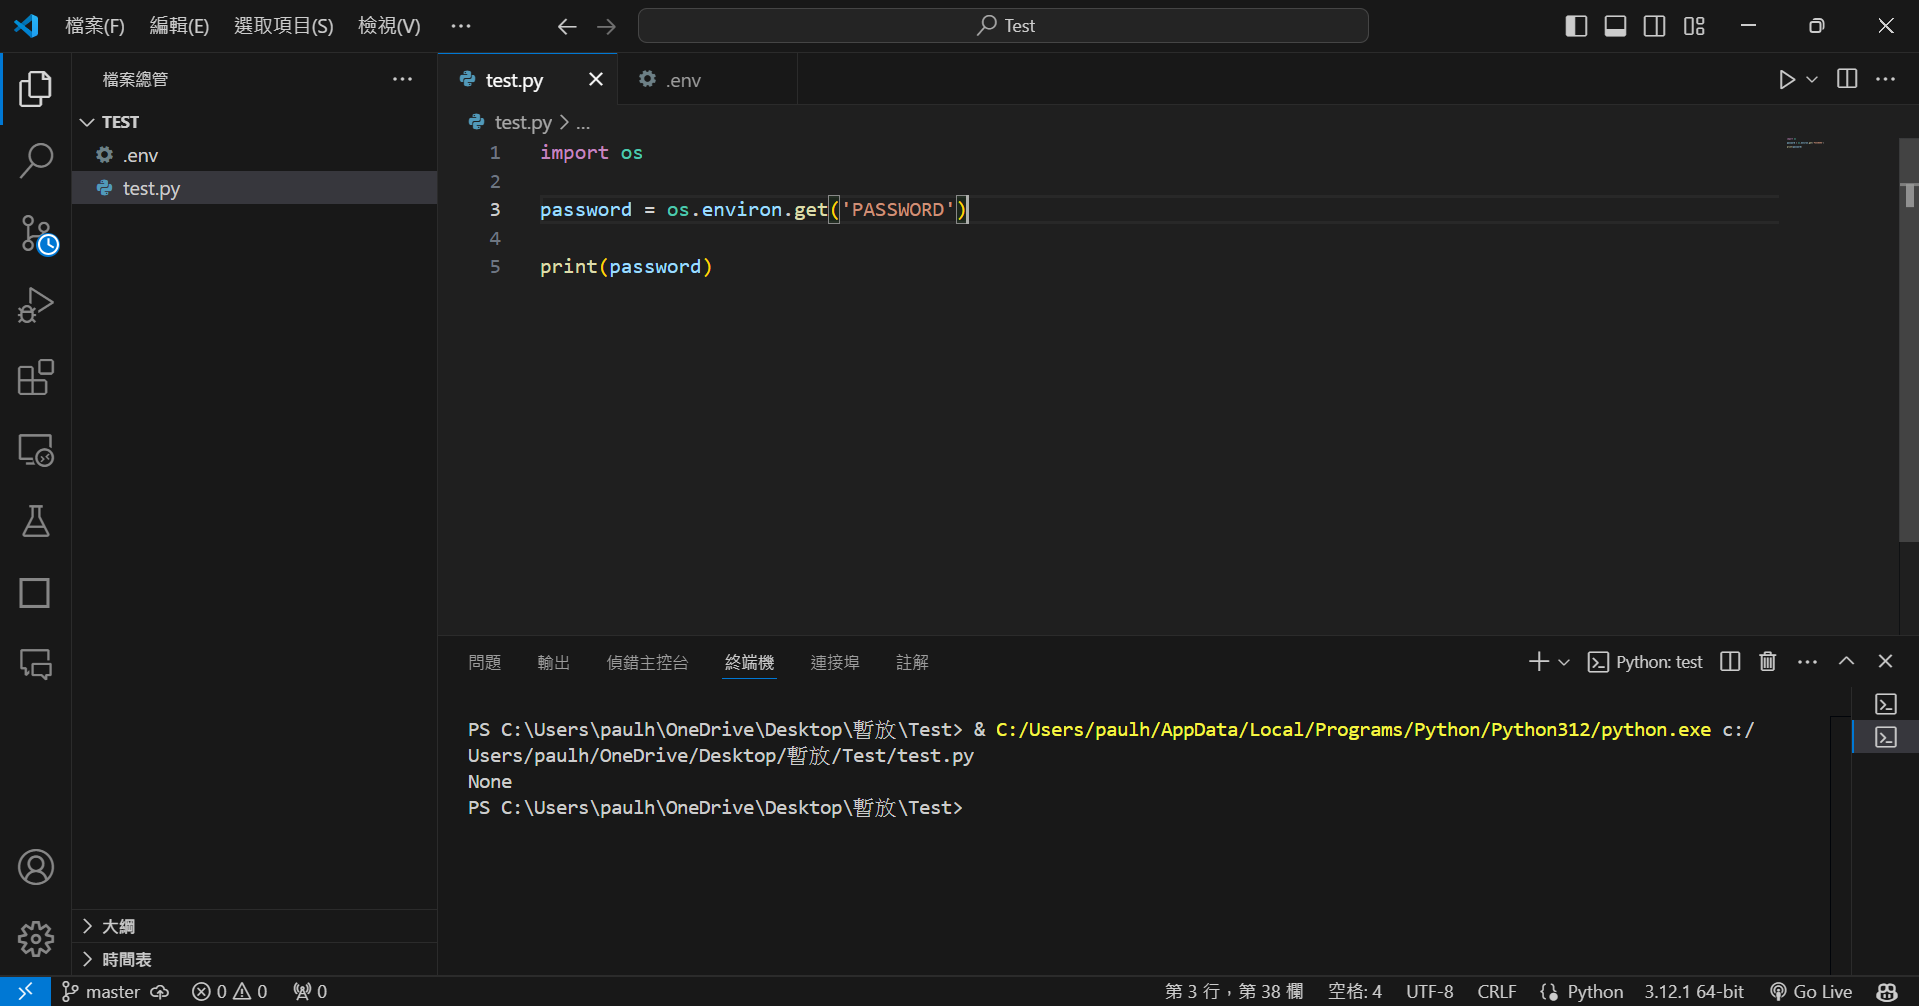 檔案(F) 編輯(E) 選取項目(S) 檢視(V) ... Test
檔案總管 ...
TEST
.env
test.py
大綱
時間表
test.py .env
test.py > ...
1 import os
2
3 password = os.environ.get('PASSWORD')
4
5 print(password)
問題 輸出 偵錯主控台 終端機 連接埠 註解 Python: test
PS C:\Users\paulh\OneDrive\Desktop\暫放\Test> & C:/Users/paulh/AppData/Local/Programs/Python/Python312/python.exe c:/
Users/paulh/OneDrive/Desktop/暫放/Test/test.py
None
PS C:\Users\paulh\OneDrive\Desktop\暫放\Test>
master 0 0 0 第 3 行，第 38 欄 空格: 4 UTF-8 CRLF Python 3.12.1 64-bit Go Live